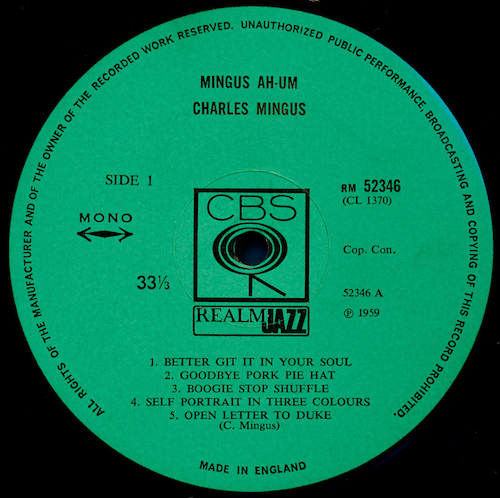 ALL RIGHTS OF THE MANUFACTURER AND OF THE OWNER OF THE RECORDED WORK RESERVED. UNAUTHORIZED PUBLIC PERFORMANCE, BROADCASTING AND COPYING OF THIS RECORD PROHIBITED.
MINGUS AH-UM
CHARLES MINGUS
SIDE 1
RM 52346
(CL 1370)
MONO
CBS
Cop. Con.
33⅓
52346 A
REALM JAZZ
℗ 1959
1. BETTER GIT IT IN YOUR SOUL
2. GOODBYE PORK PIE HAT
3. BOOGIE STOP SHUFFLE
4. SELF PORTRAIT IN THREE COLOURS
5. OPEN LETTER TO DUKE
(C. Mingus)
MADE IN ENGLAND